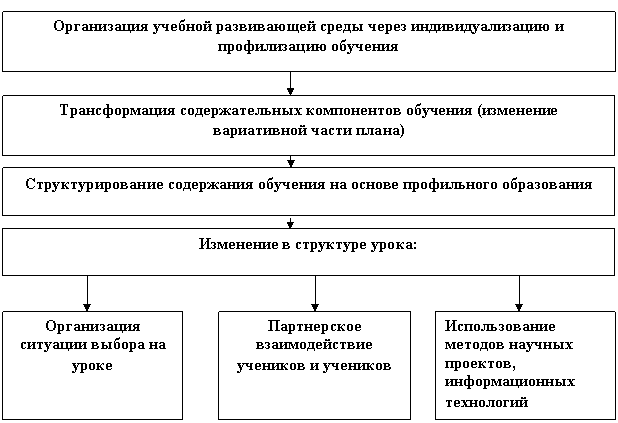 Организация учебной развивающей среды через индивидуализацию и
профилизацию обучения
Трансформация содержательных компонентов обучения (изменение
вариативной части плана)
Структурирование содержания обучения на основе профильного образования
Изменение в структуре урока:
Организация
ситуации выбора на
уроке
Партнерское
взаимодействие
учеников и учеников
Использование
методов научных
проектов,
информационных
технологий